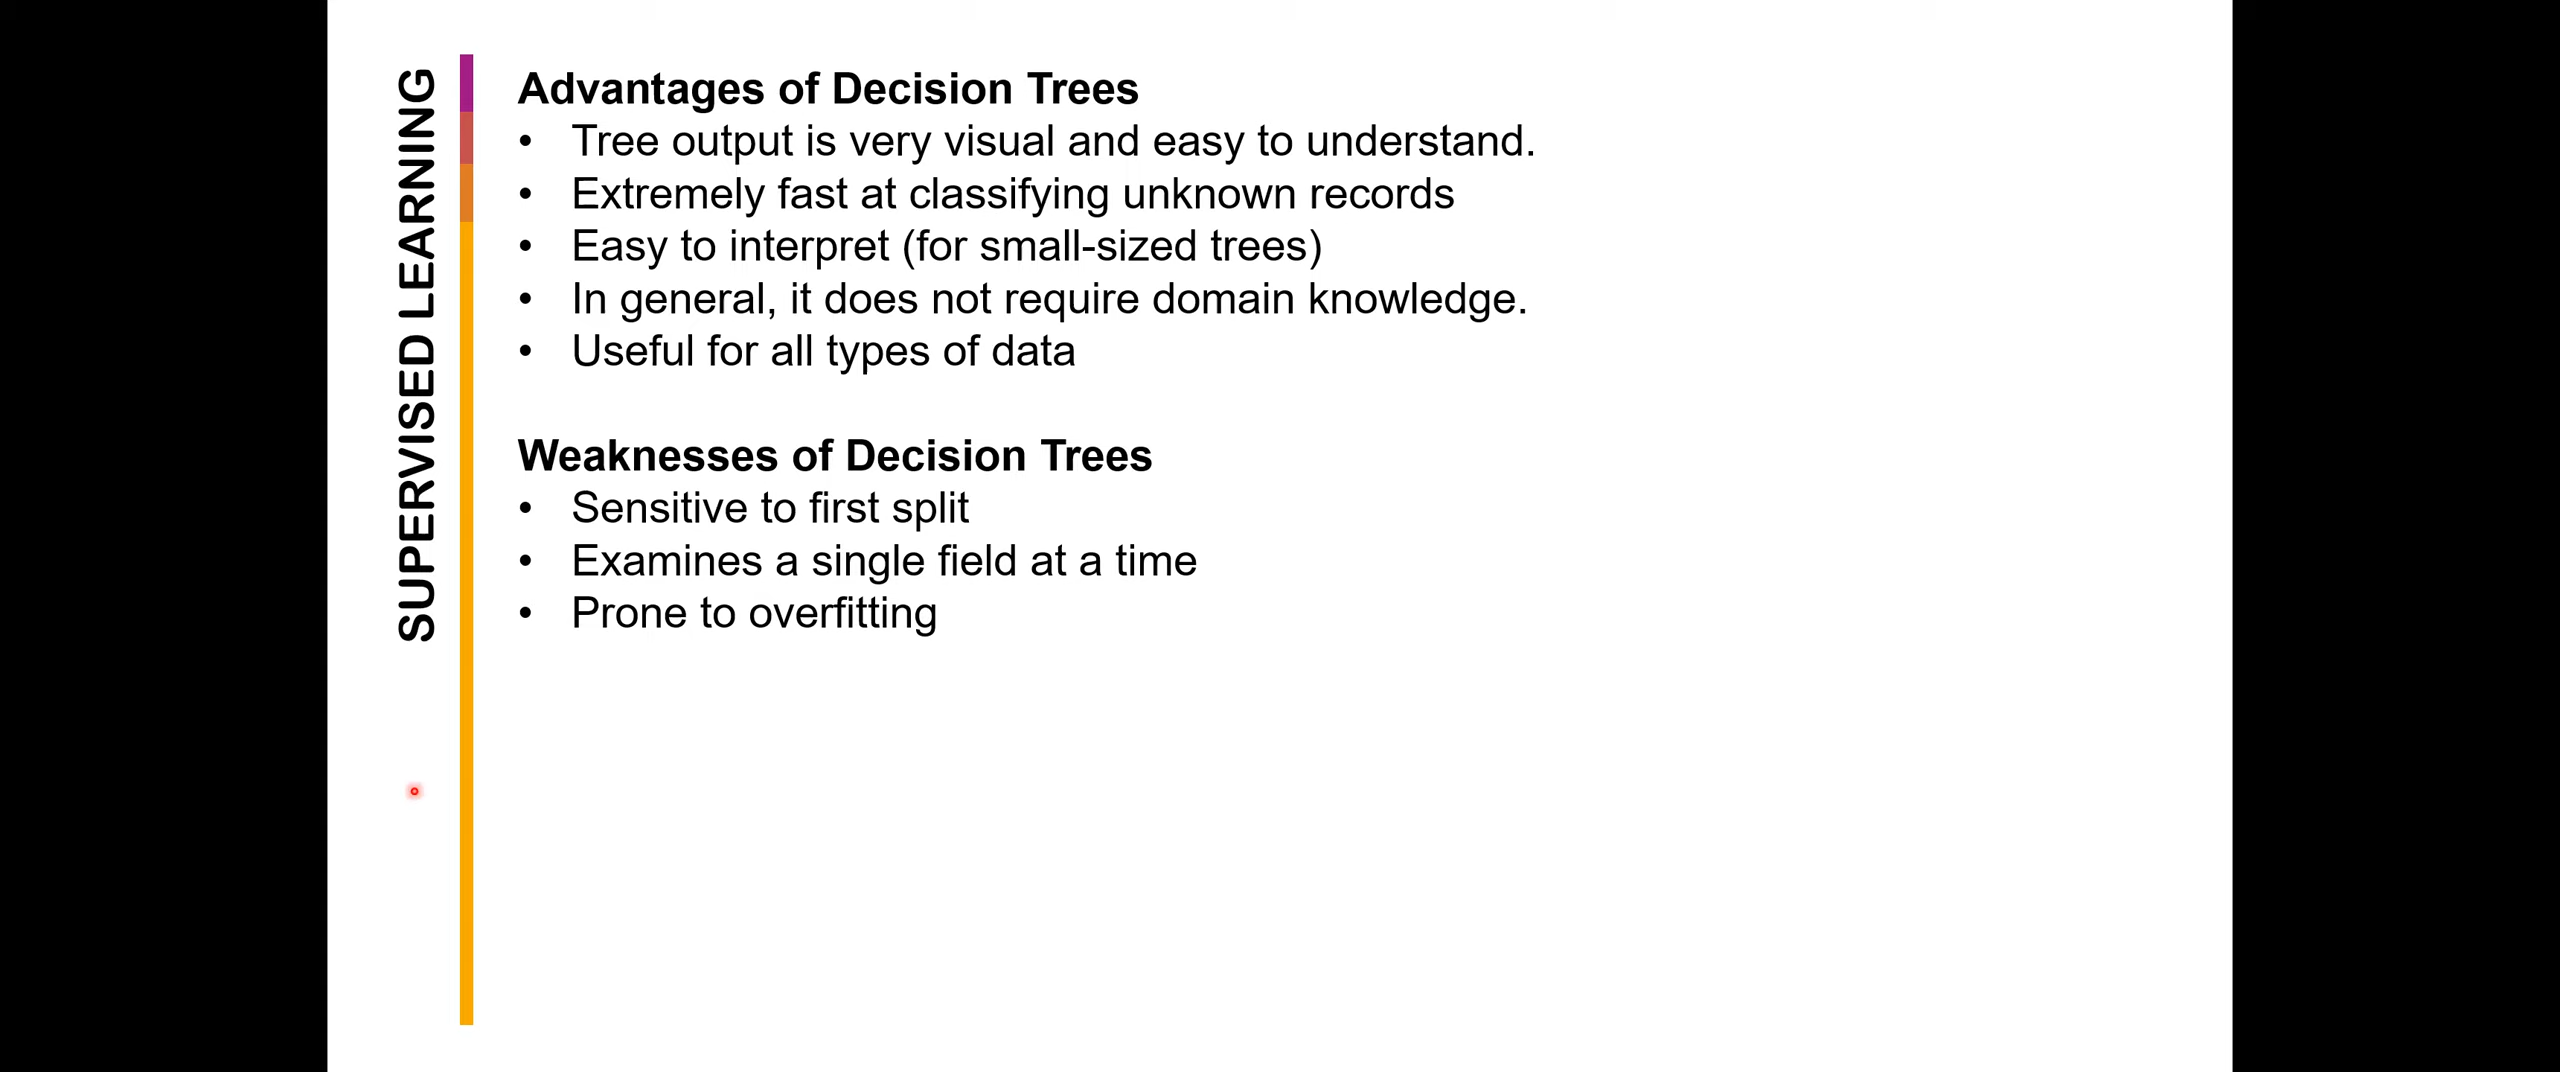 SUPERVISED LEARNING
Advantages of Decision Trees
• Tree output is very visual and easy to understand.
• Extremely fast at classifying unknown records
• Easy to interpret (for small-sized trees)
• In general, it does not require domain knowledge.
• Useful for all types of data
Weaknesses of Decision Trees
• Sensitive to first split
• Examines a single field at a time
• Prone to overfitting